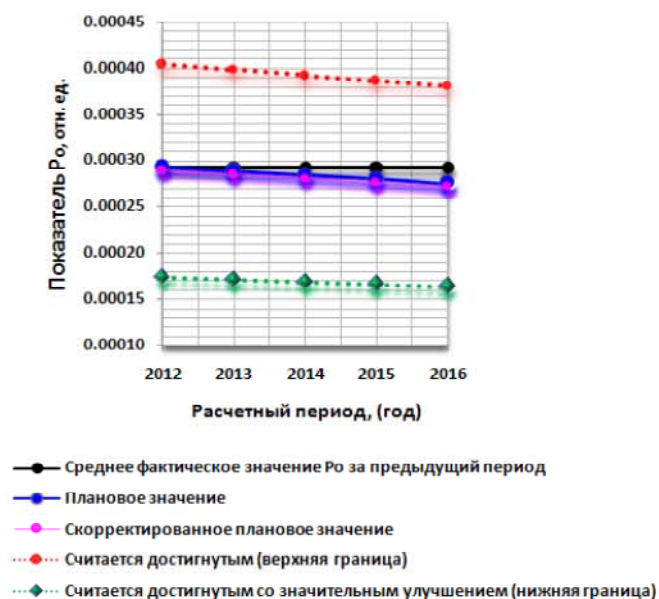 0.00045
0.00040
0.00035
0.00030
0.00025
0.00020
0.00015
0.00010
Показатель Po, отн. ед.
2012 2013 2014 2015 2016
Расчетный период, (год)
Среднее фактическое значение Po за предыдущий период
Плановое значение
Скорректированное плановое значение
Считается достигнутым (верхняя граница)
Считается достигнутым со значительным улучшением (нижняя граница)